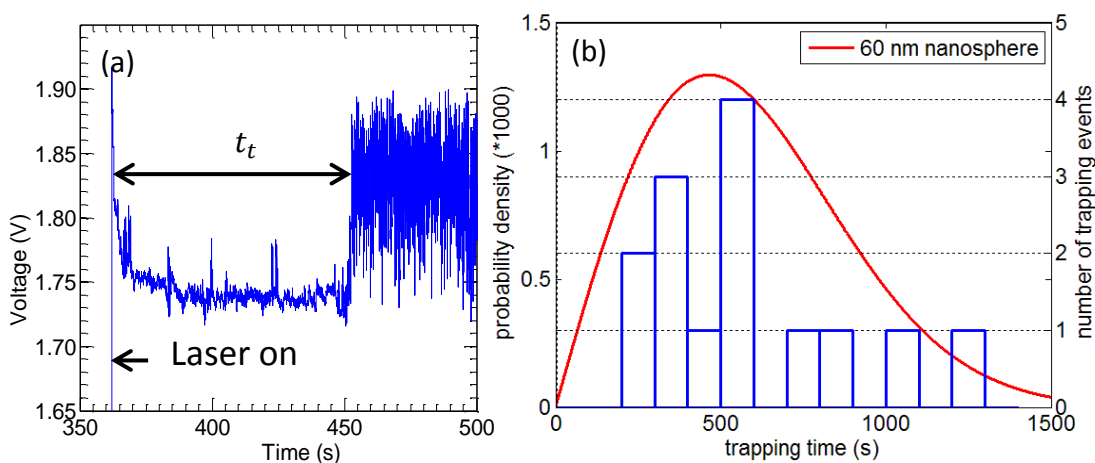 (a)
1.90
1.85
1.80
1.75
1.70
1.65
Voltage (V)
t_t
Laser on
350
400
450
500
Time (s)
(b)
60 nm nanosphere
1.5
1
0.5
0
probability density (*1000)
5
4
3
2
1
0
number of trapping events
0
500
1000
1500
trapping time (s)